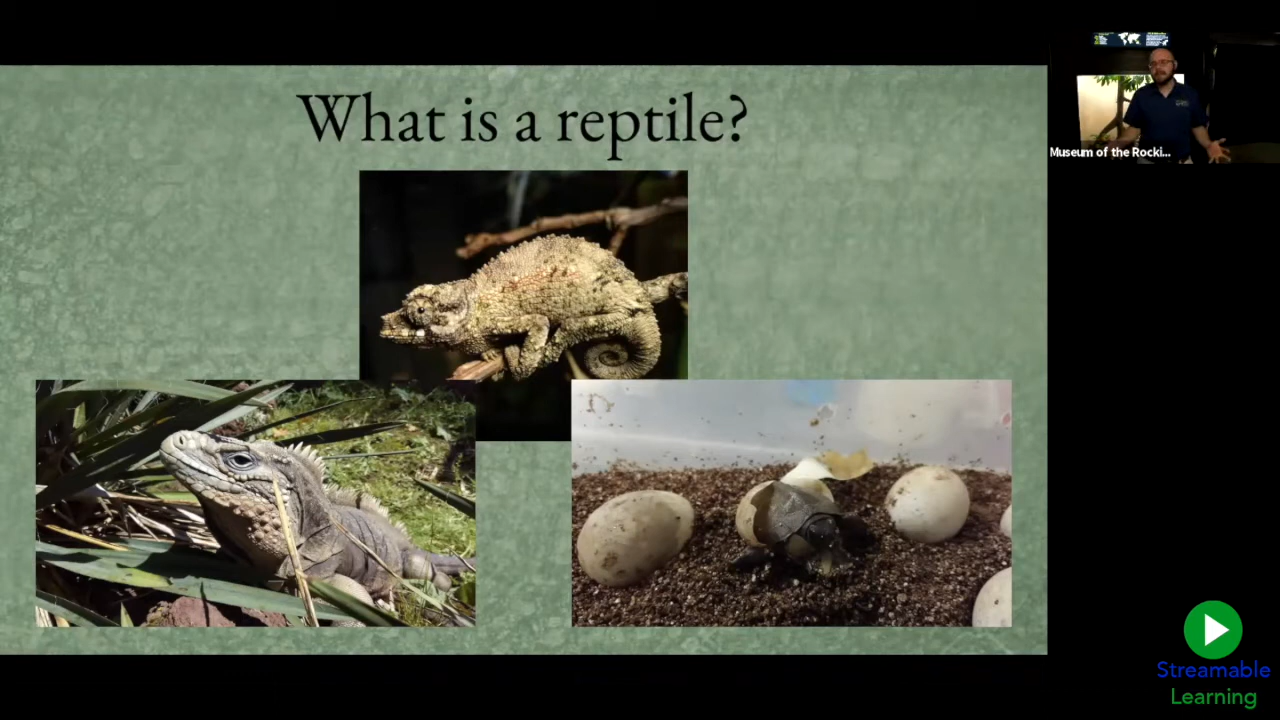 What is a reptile?
Museum of the Rocki...
Streamable
Learning